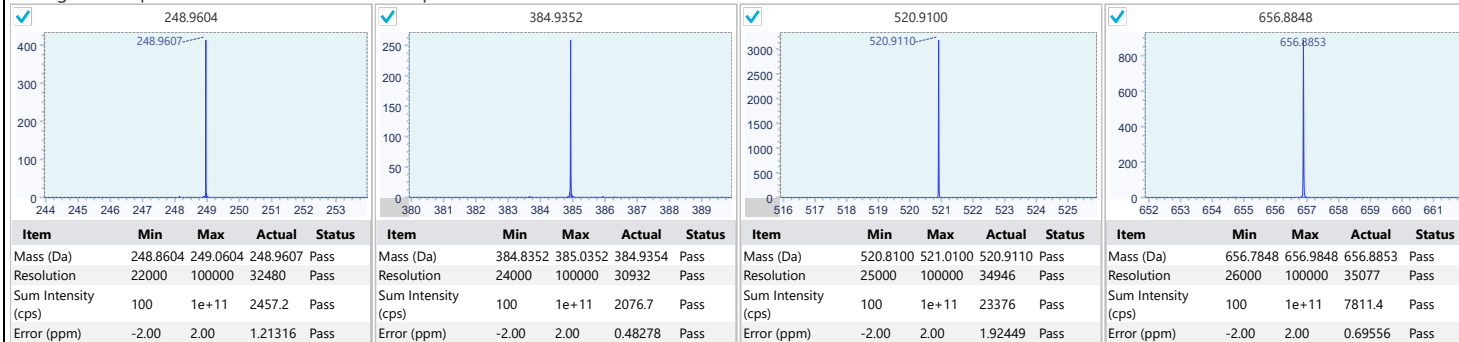 248.9604
248.9607
400
300
200
100
0
244 245 246 247 248 249 250 251 252 253
Item Min Max Actual Status
Mass (Da) 248.8604 249.0604 248.9607 Pass
Resolution 22000 100000 32480 Pass
Sum Intensity (cps) 100 1e+11 2457.2 Pass
Error (ppm) -2.00 2.00 1.21316 Pass
384.9352
250
200
150
100
50
0
380 381 382 383 384 385 386 387 388 389
Item Min Max Actual Status
Mass (Da) 384.8352 385.0352 384.9354 Pass
Resolution 24000 100000 30932 Pass
Sum Intensity (cps) 100 1e+11 2076.7 Pass
Error (ppm) -2.00 2.00 0.48278 Pass
520.9100
520.9110
3000
2500
2000
1500
1000
500
0
516 517 518 519 520 521 522 523 524 525
Item Min Max Actual Status
Mass (Da) 520.8100 521.0100 520.9110 Pass
Resolution 25000 100000 34946 Pass
Sum Intensity (cps) 100 1e+11 23376 Pass
Error (ppm) -2.00 2.00 1.92449 Pass
656.8848
656.8853
800
600
400
200
0
652 653 654 655 656 657 658 659 660 661
Item Min Max Actual Status
Mass (Da) 656.7848 656.9848 656.8853 Pass
Resolution 26000 100000 35077 Pass
Sum Intensity (cps) 100 1e+11 7811.4 Pass
Error (ppm) -2.00 2.00 0.69556 Pass